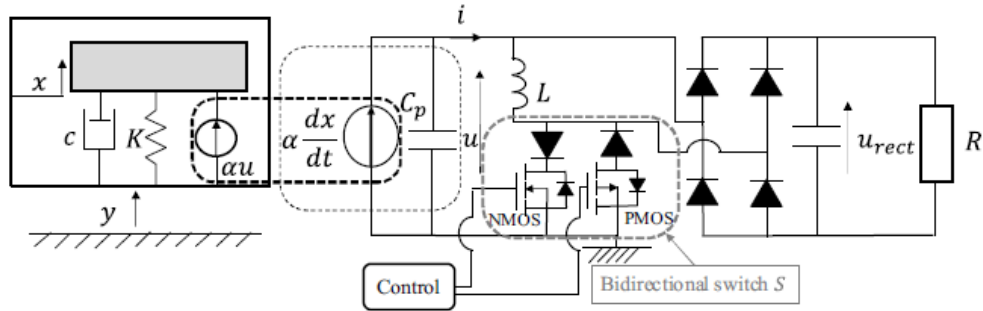 i
x
c
K
αu
α dx/dt
C_p
u
L
NMOS
PMOS
u_rect
R
y
Control
Bidirectional switch S